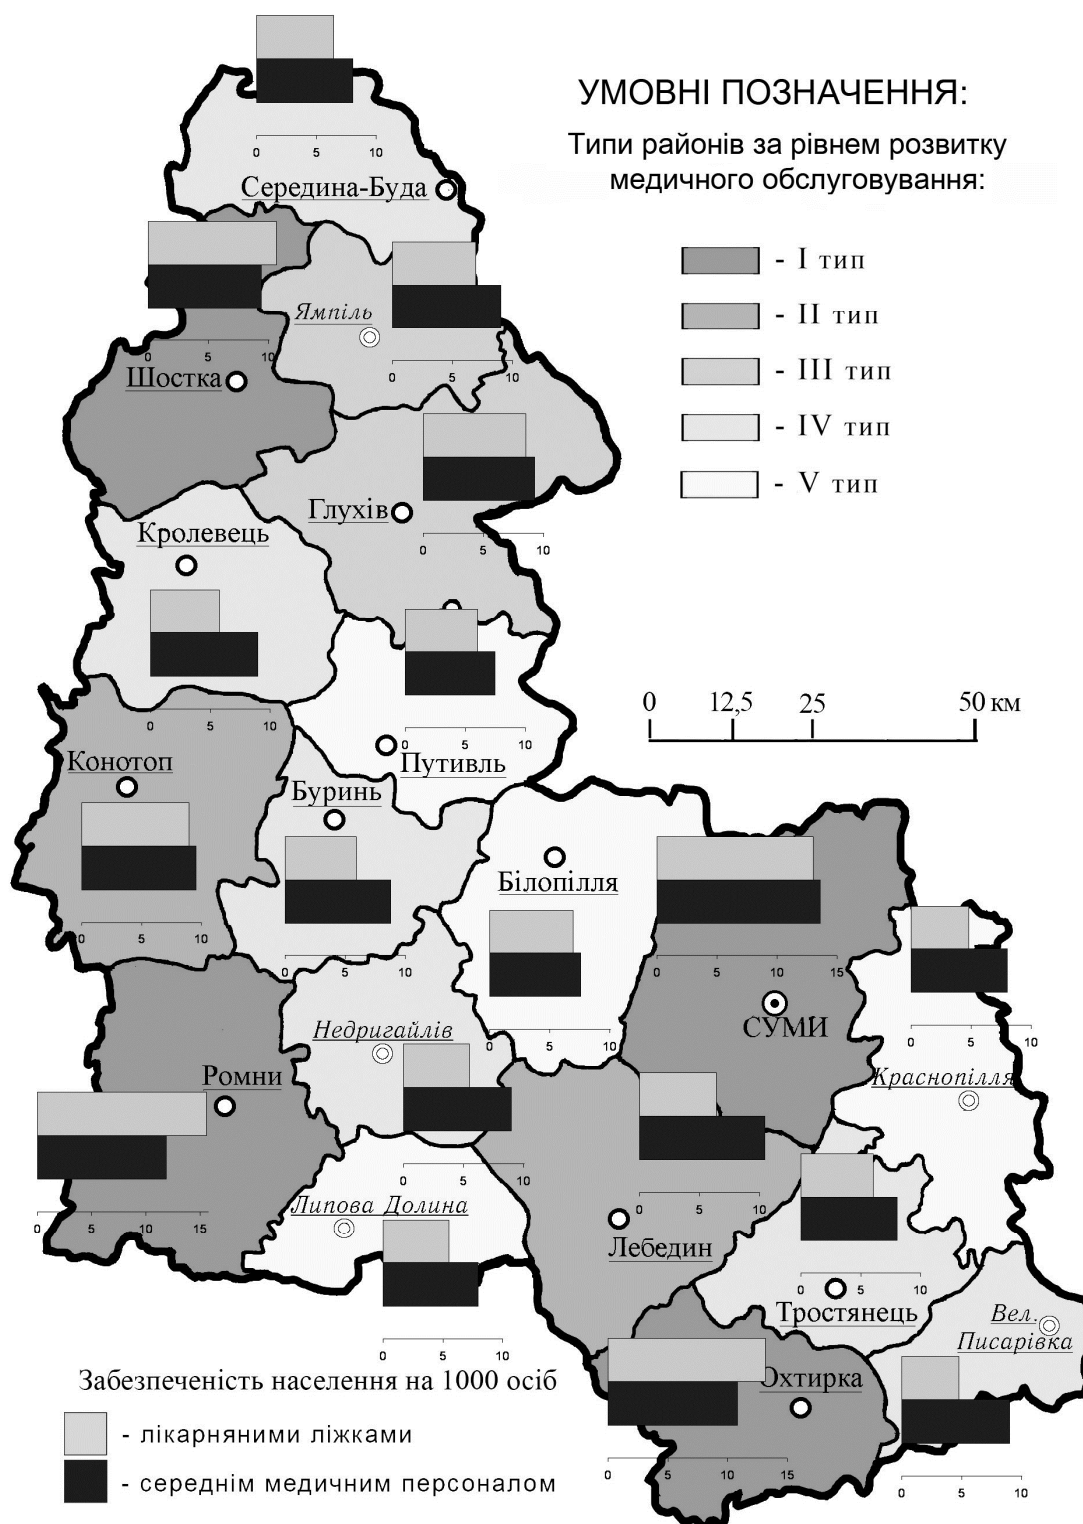 УМОВНІ ПОЗНАЧЕННЯ:
Типи районів за рівнем розвитку
медичного обслуговування:
- I тип
- II тип
- III тип
- IV тип
- V тип
0 5 10
Середина-Буда
0 5 10
Шостка
Ямпіль
0 5 10
Глухів
0 5 10
Кролевець
0 5 10
0 5 10
Путивль
0 12,5 25 50 км
Конотоп
0 5 10
Буринь
0 5 10
Білопілля
0 5 10
0 5 10 15
СУМИ
0 5 10
Краснопілля
Недригайлів
0 5 10
Ромни
0 5 10 15
Липова Долина
0 5 10
0 5 10
Лебедин
0 5 10
Тростянець
Вел.
Писарівка
0 5 10
Охтирка
0 5 10 15
Забезпеченість населення на 1000 осіб
- лікарняними ліжками
- середнім медичним персоналом